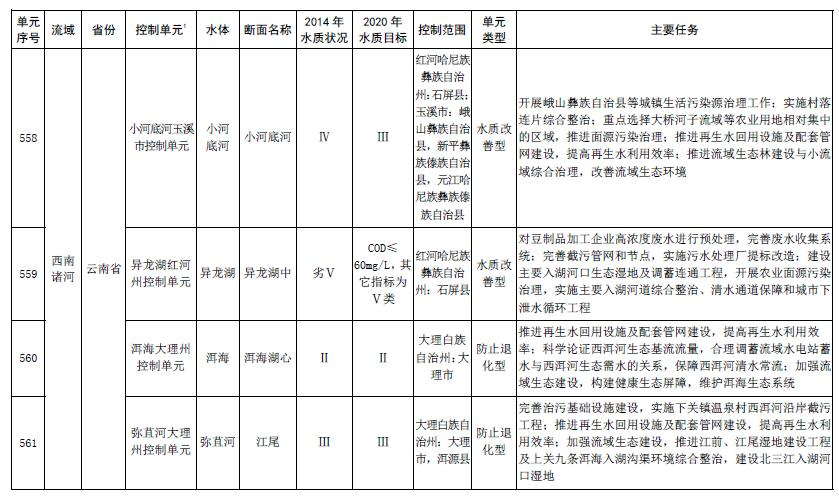 单元序号 流域 省份 控制单元1 水体 断面名称 2014年水质状况 2020年水质目标 控制范围 单元类型 主要任务
西南诸河 云南省
558 小河底河玉溪市控制单元 小河底河 小河底河 Ⅳ Ⅲ
红河哈尼族
彝族自治
州：石屏县；
玉溪市：峨
山彝族自治
县，新平彝
族傣族自治
县，元江哈
尼族彝族傣
族自治县
水质改善型
开展峨山彝族自治县等城镇生活污染源治理工作；实施村落
连片综合整治；重点选择大桥河子流域等农业用地相对集中
的区域，推进面源污染治理；推进再生水回用设施及配套管
网建设，提高再生水利用效率；推进流域生态林建设与小流
域综合治理，改善流域生态环境
559 异龙湖红河州控制单元 异龙湖 异龙湖中 劣Ⅴ
COD≤
60mg/L，其
它指标为
Ⅴ类
红河哈尼族
彝族自治
州：石屏县
水质改善型
对豆制品加工企业高浓度废水进行预处理，完善废水收集系
统；完善截污管网和节点，实施污水处理厂提标改造；建设
主要入湖河口生态湿地及调蓄连通工程，开展农业面源污染
治理，实施主要入湖河道综合整治、清水通道保障和城市下
泄水循环工程
560 洱海大理州控制单元 洱海 洱海湖心 Ⅱ Ⅱ
大理白族
自治州：大
理市
防止退化型
推进再生水回用设施及配套管网建设，提高再生水利用效
率；科学论证西洱河生态基流流量，合理调蓄流域水电站蓄
水与西洱河生态需水的关系，保障西洱河清水常流；加强流
域生态建设，构建健康生态屏障，维护洱海生态系统
561 弥苴河大理州控制单元 弥苴河 江尾 Ⅲ Ⅲ
大理白族自
治州：大理
市，洱源县
防止退化型
完善治污基础设施建设，实施下关镇温泉村西洱河沿岸截污
工程；推进再生水回用设施及配套管网建设，提高再生水利
用效率；加强流域生态建设，推进江前、江尾湿地建设工程
及上关九条洱海入湖沟渠环境综合整治，建设北三江入湖河
口湿地